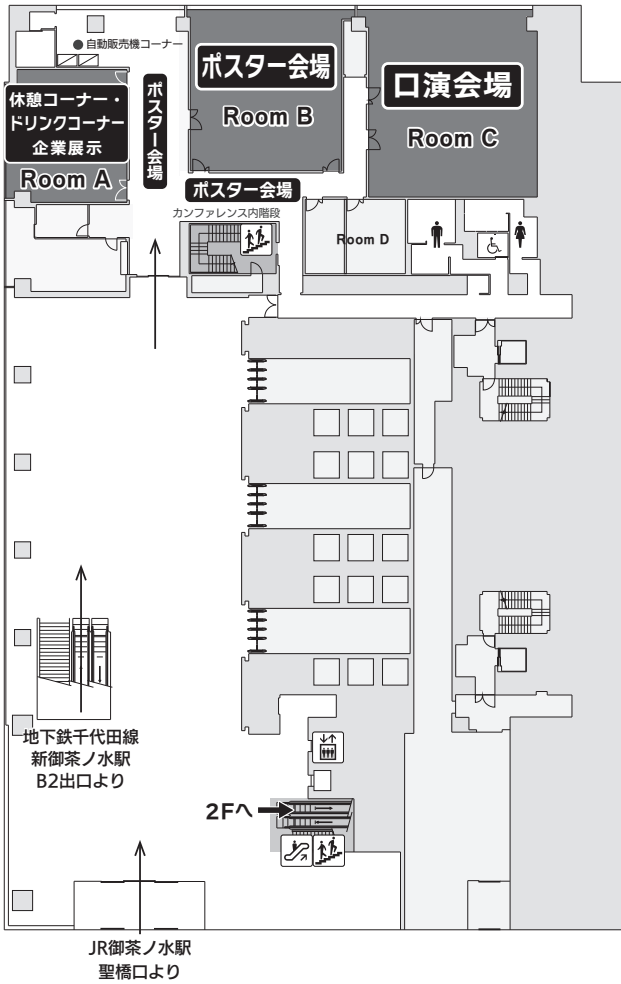 ●自動販売機コーナー
休憩コーナー・
ドリンクコーナー
企業展示
Room A
ポスター会場
ポスター会場
Room B
口演会場
Room C
ポスター会場
カンファレンス内階段
Room D
地下鉄千代田線
新御茶ノ水駅
B2出口より
2Fへ
JR御茶ノ水駅
聖橋口より